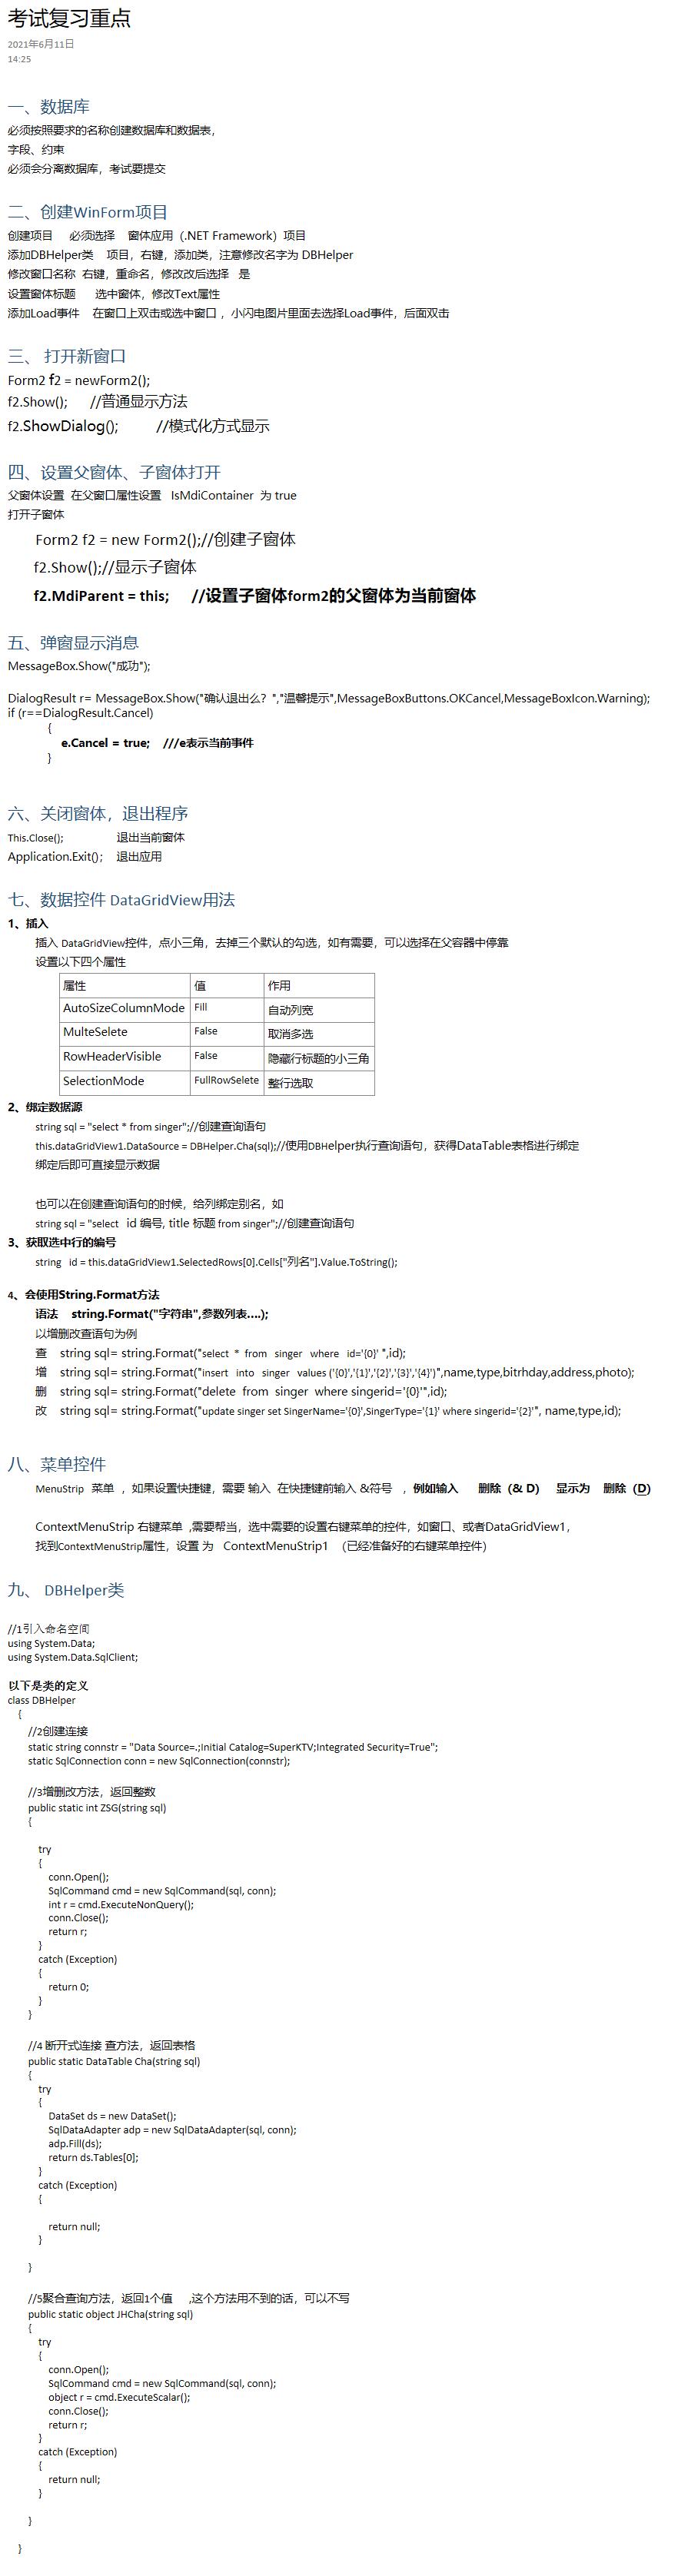 考试复习重点
2021年6月11日
14:25
一、数据库
必须按照要求的名称创建数据库和数据表，
字段、约束
必须会分离数据库，考试要提交
二、创建WinForm项目
创建项目 必须选择 窗体应用（.NET Framework）项目
添加DBHelper类 项目，右键，添加类，注意修改名字为 DBHelper
修改窗口名称 右键，重命名，修改改后选择 是
设置窗体标题 选中窗体，修改Text属性
添加Load事件 在窗口上双击或选中窗口 ，小闪电图片里面去选择Load事件，后面双击
三、 打开新窗口
Form2 f2 = newForm2();
f2.Show(); //普通显示方法
f2.ShowDialog(); //模式化方式显示
四、设置父窗体、子窗体打开
父窗体设置 在父窗口属性设置 IsMdiContainer 为 true
打开子窗体
Form2 f2 = new Form2();//创建子窗体
f2.Show();//显示子窗体
f2.MdiParent = this; //设置子窗体form2的父窗体为当前窗体
五、弹窗显示消息
MessageBox.Show("成功");
DialogResult r= MessageBox.Show("确认退出么？","温馨提示",MessageBoxButtons.OKCancel,MessageBoxIcon.Warning);
if (r==DialogResult.Cancel)
{
e.Cancel = true; ///e表示当前事件
}
六、关闭窗体，退出程序
This.Close(); 退出当前窗体
Application.Exit()； 退出应用
七、数据控件 DataGridView用法
1、插入
插入 DataGridView控件，点小三角，去掉三个默认的勾选，如有需要，可以选择在父容器中停靠
设置以下四个属性
属性 值 作用
AutoSizeColumnMode Fill 自动列宽
MulteSelete False 取消多选
RowHeaderVisible False 隐藏行标题的小三角
SelectionMode FullRowSelete 整行选取
2、绑定数据源
string sql = "select * from singer";//创建查询语句
this.dataGridView1.DataSource = DBHelper.Cha(sql);//使用DBHelper执行查询语句，获得DataTable表格进行绑定
绑定后即可直接显示数据
也可以在创建查询语句的时候，给列绑定别名，如
string sql = "select id 编号, title 标题 from singer";//创建查询语句
3、获取选中行的编号
string id = this.dataGridView1.SelectedRows[0].Cells["列名"].Value.ToString();
4、会使用String.Format方法
语法 string.Format("字符串",参数列表....);
以增删改查语句为例
查 string sql= string.Format("select * from singer where id='{0}' ",id);
增 string sql= string.Format("insert into singer values ('{0}','{1}','{2}','{3}','{4}')",name,type,bitrhday,address,photo);
删 string sql= string.Format("delete from singer where singerid='{0}'",id);
改 string sql= string.Format("update singer set SingerName='{0}',SingerType='{1}' where singerid='{2}'", name,type,id);
八、菜单控件
MenuStrip 菜单 ，如果设置快捷键，需要 输入 在快捷键前输入 &符号 ，例如输入 删除（& D） 显示为 删除（D）
ContextMenuStrip 右键菜单 ,需要帮当，选中需要的设置右键菜单的控件，如窗口、或者DataGridView1，
找到ContextMenuStrip属性，设置 为 ContextMenuStrip1 （已经准备好的右键菜单控件）
九、 DBHelper类
//1引入命名空间
using System.Data;
using System.Data.SqlClient;
以下是类的定义
class DBHelper
{
//2创建连接
static string connstr = "Data Source=.;Initial Catalog=SuperKTV;Integrated Security=True";
static SqlConnection conn = new SqlConnection(connstr);
//3增删改方法，返回整数
public static int ZSG(string sql)
{
try
{
conn.Open();
SqlCommand cmd = new SqlCommand(sql, conn);
int r = cmd.ExecuteNonQuery();
conn.Close();
return r;
}
catch (Exception)
{
return 0;
}
}
//4 断开式连接 查方法，返回表格
public static DataTable Cha(string sql)
{
try
{
DataSet ds = new DataSet();
SqlDataAdapter adp = new SqlDataAdapter(sql, conn);
adp.Fill(ds);
return ds.Tables[0];
}
catch (Exception)
{
return null;
}
}
//5聚合查询方法，返回1个值 ,这个方法用不到的话，可以不写
public static object JHCha(string sql)
{
try
{
conn.Open();
SqlCommand cmd = new SqlCommand(sql, conn);
object r = cmd.ExecuteScalar();
conn.Close();
return r;
}
catch (Exception)
{
return null;
}
}
}